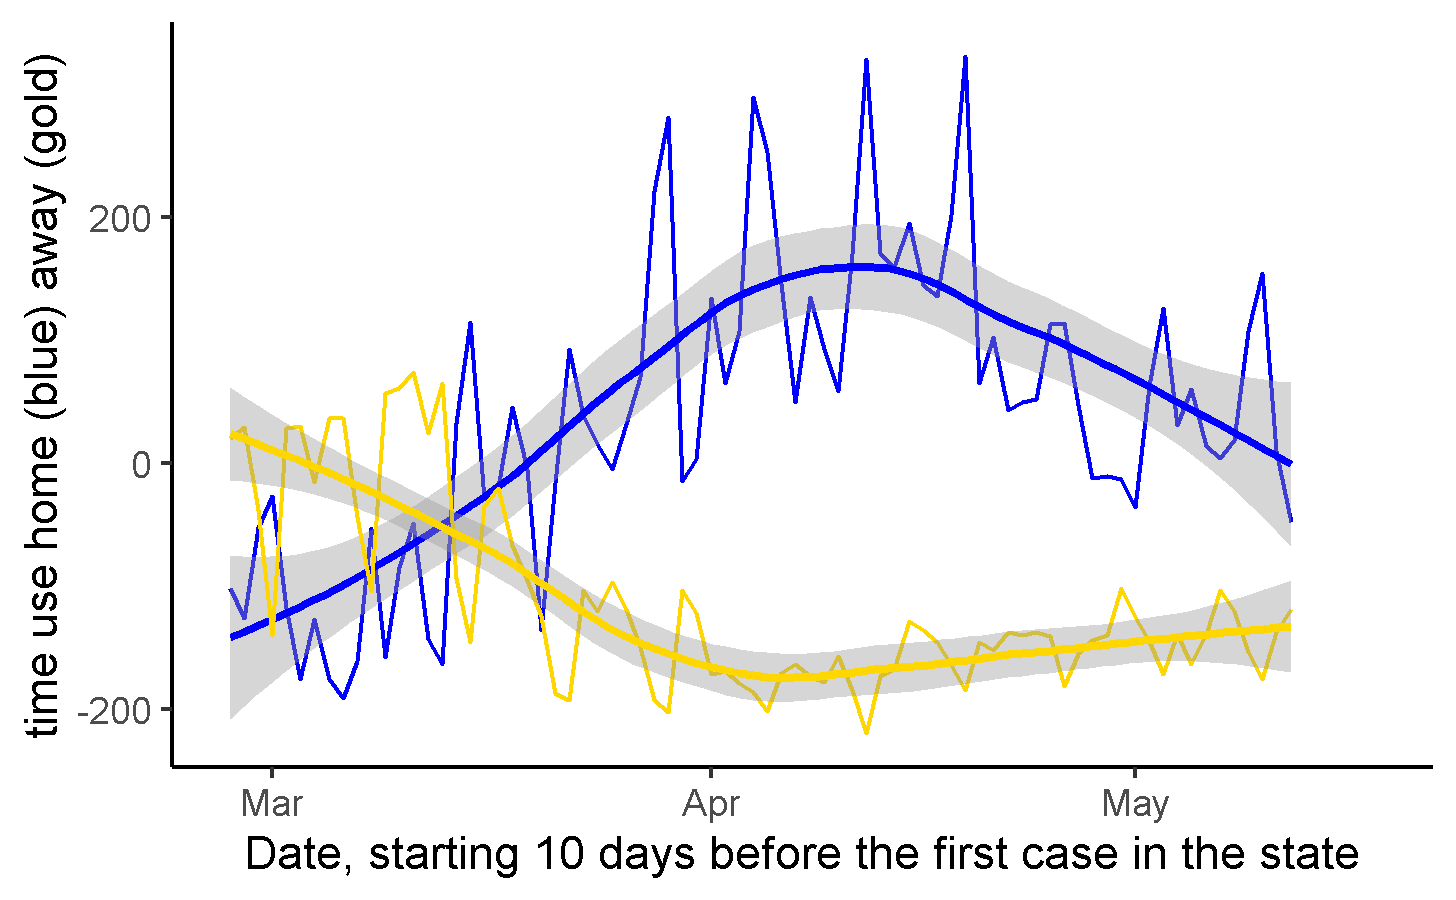 time use home (blue) away (gold)
200
0
-200
Mar
Apr
May
Date, starting 10 days before the first case in the state